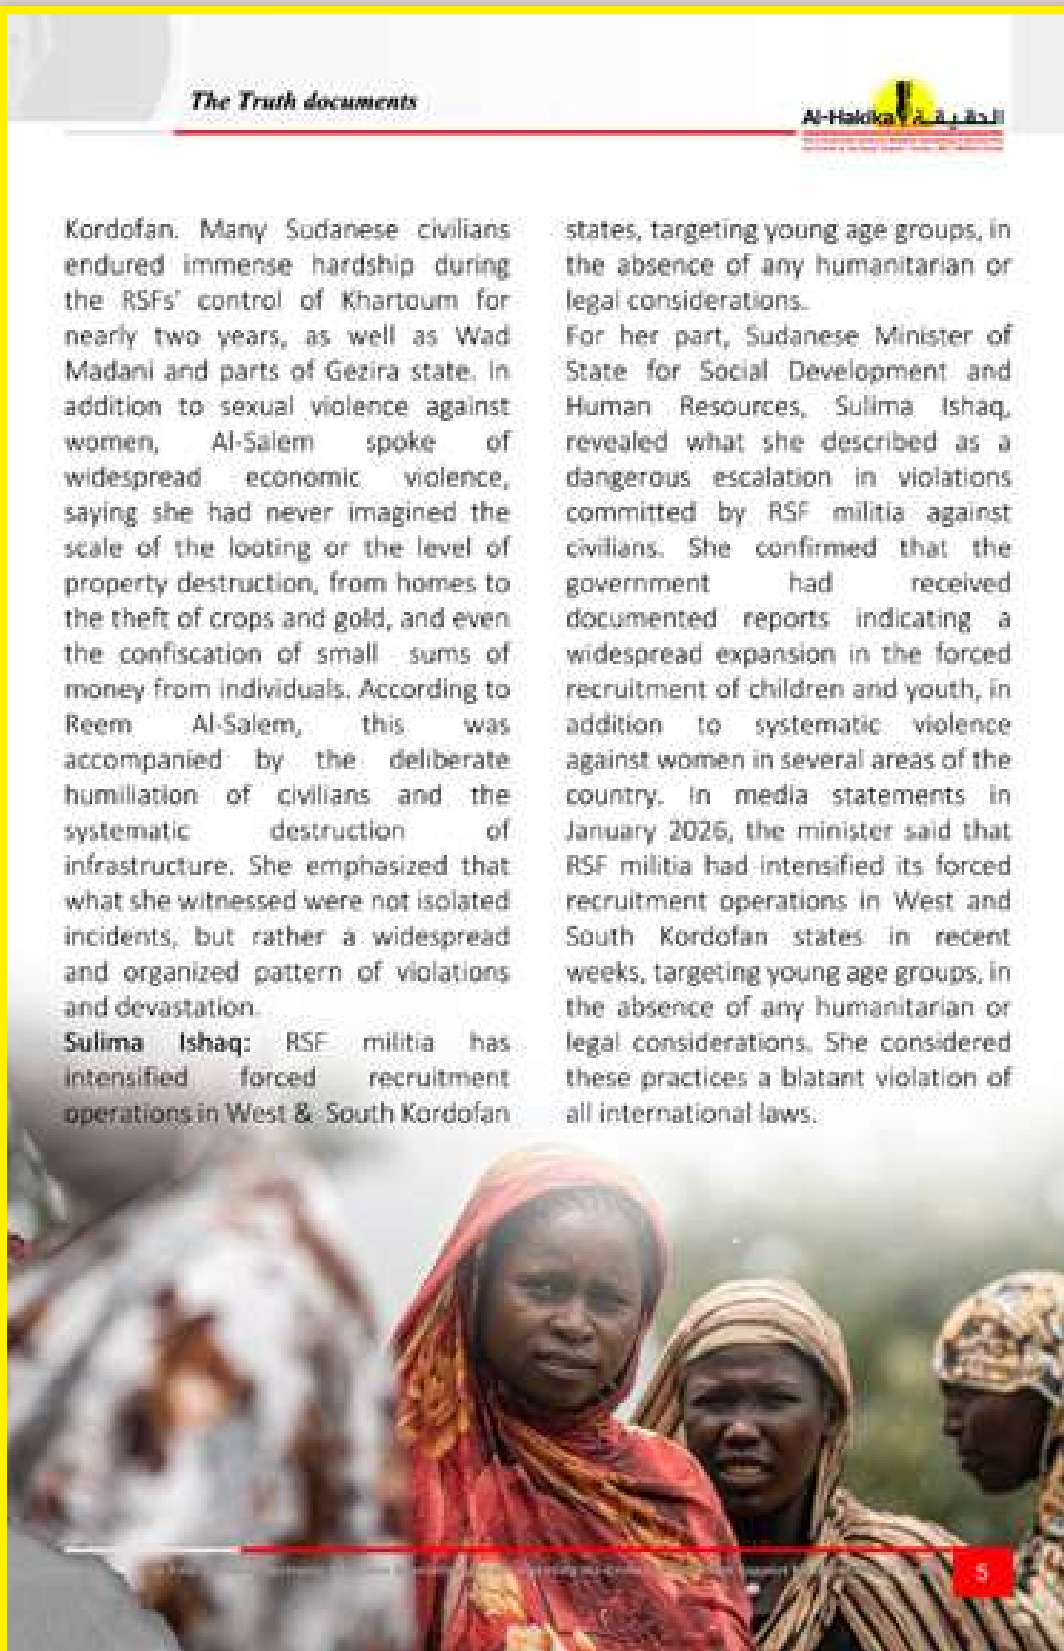 The Truth documents
Al-Hakika الحقيقة
Kordofan. Many Sudanese civilians
endured immense hardship during
the RSFs' control of Khartoum for
nearly two years, as well as Wad
Madani and parts of Gezira state. In
addition to sexual violence against
women, Al-Salem spoke of
widespread economic violence,
saying she had never imagined the
scale of the looting or the level of
property destruction, from homes to
the theft of crops and gold, and even
the confiscation of small sums of
money from individuals. According to
Reem Al-Salem, this was
accompanied by the deliberate
humiliation of civilians and the
systematic destruction of
infrastructure. She emphasized that
what she witnessed were not isolated
incidents, but rather a widespread
and organized pattern of violations
and devastation.
Sulima Ishaq: RSF militia has
intensified forced recruitment
operations in West & South Kordofan
states, targeting young age groups, in
the absence of any humanitarian or
legal considerations.
For her part, Sudanese Minister of
State for Social Development and
Human Resources, Sulima Ishaq,
revealed what she described as a
dangerous escalation in violations
committed by RSF militia against
civilians. She confirmed that the
government had received
documented reports indicating a
widespread expansion in the forced
recruitment of children and youth, in
addition to systematic violence
against women in several areas of the
country. In media statements in
January 2026, the minister said that
RSF militia had intensified its forced
recruitment operations in West and
South Kordofan states in recent
weeks, targeting young age groups, in
the absence of any humanitarian or
legal considerations. She considered
these practices a blatant violation of
all international laws.
5